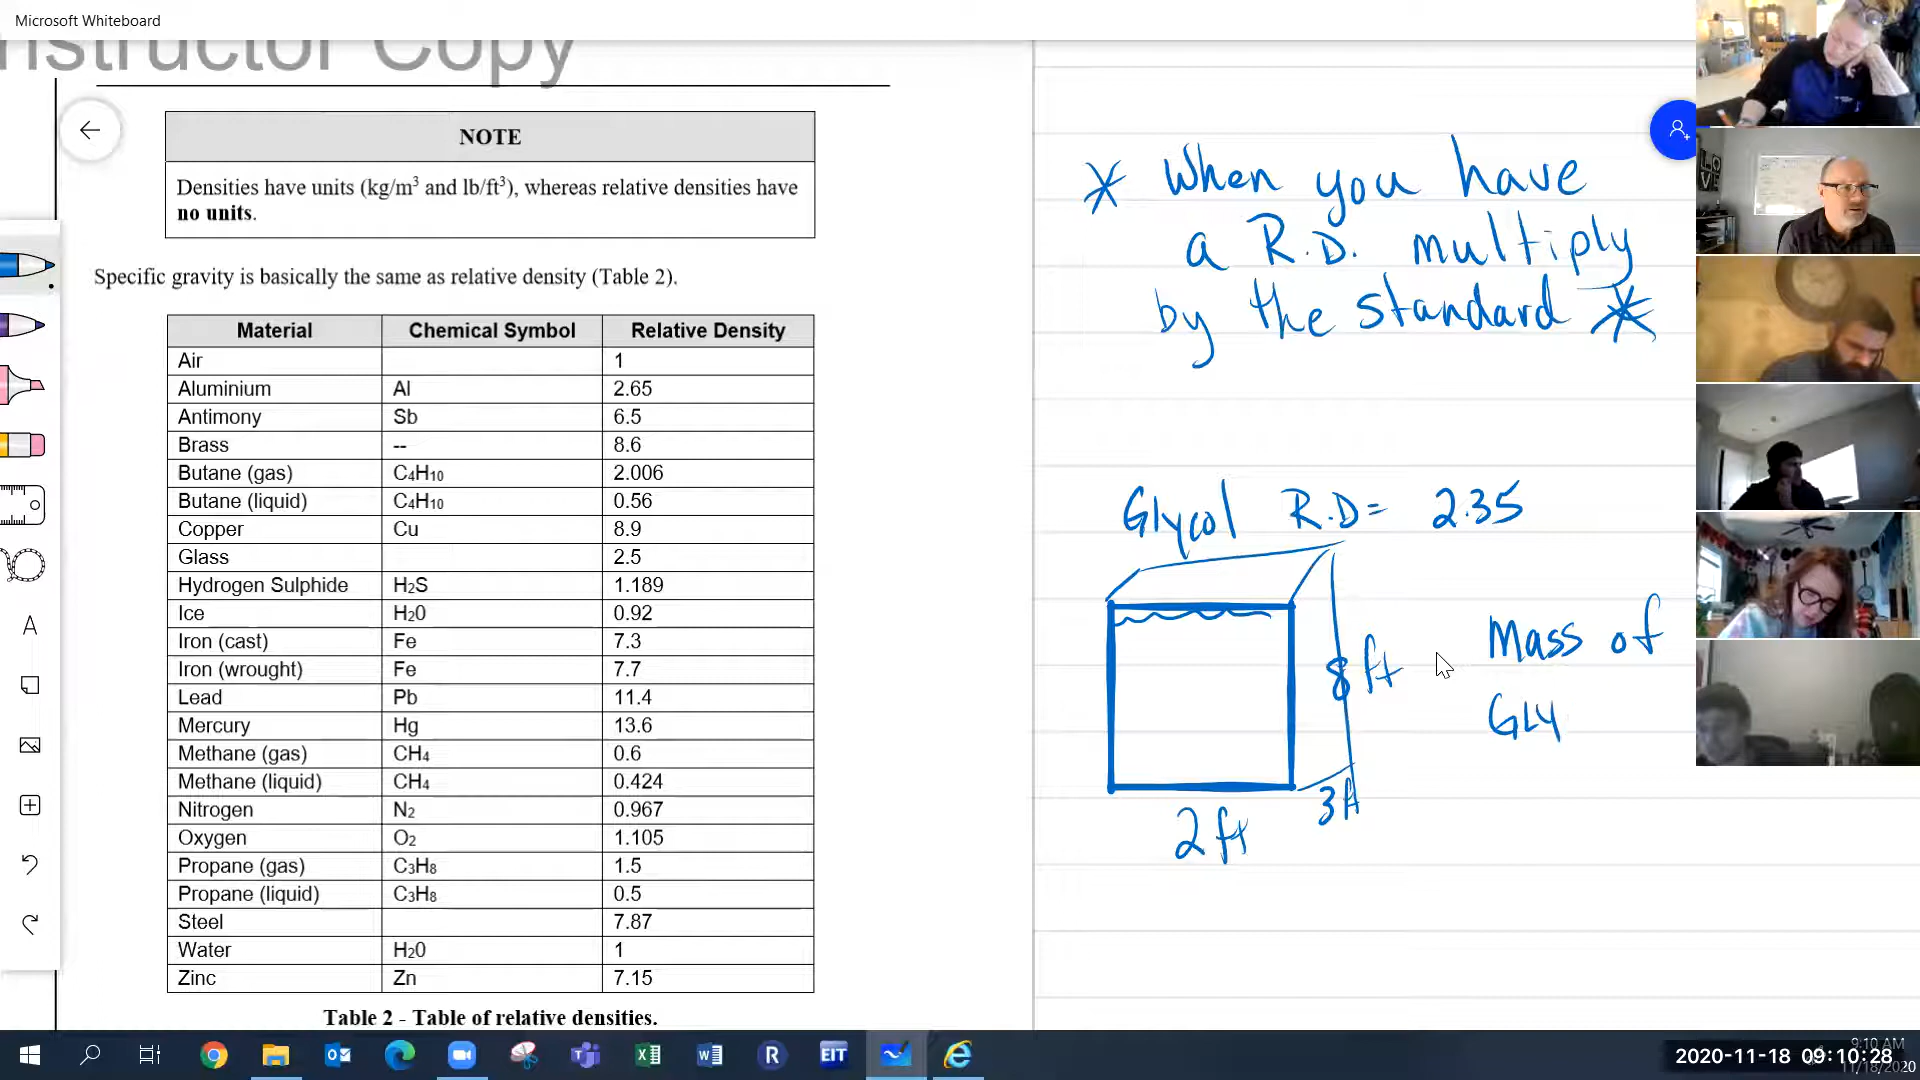 Microsoft Whiteboard
nstructor Copy
NOTE
Densities have units (kg/m³ and lb/ft³), whereas relative densities have
no units.
Specific gravity is basically the same as relative density (Table 2).
Material Chemical Symbol Relative Density
Air 1
Aluminium Al 2.65
Antimony Sb 6.5
Brass -- 8.6
Butane (gas) C₄H₁₀ 2.006
Butane (liquid) C₄H₁₀ 0.56
Copper Cu 8.9
Glass 2.5
Hydrogen Sulphide H₂S 1.189
Ice H₂0 0.92
Iron (cast) Fe 7.3
Iron (wrought) Fe 7.7
Lead Pb 11.4
Mercury Hg 13.6
Methane (gas) CH₄ 0.6
Methane (liquid) CH₄ 0.424
Nitrogen N₂ 0.967
Oxygen O₂ 1.105
Propane (gas) C₃H₈ 1.5
Propane (liquid) C₃H₈ 0.5
Steel 7.87
Water H₂0 1
Zinc Zn 7.15
Table 2 - Table of relative densities.
* When you have
a R.D. multiply
by the standard *
Glycol R.D= 2.35
8 ft
3ft
2 ft
Mass of
GLY
EIT
9:10 AM
2020-11-18 09:10:28
11/18/2020